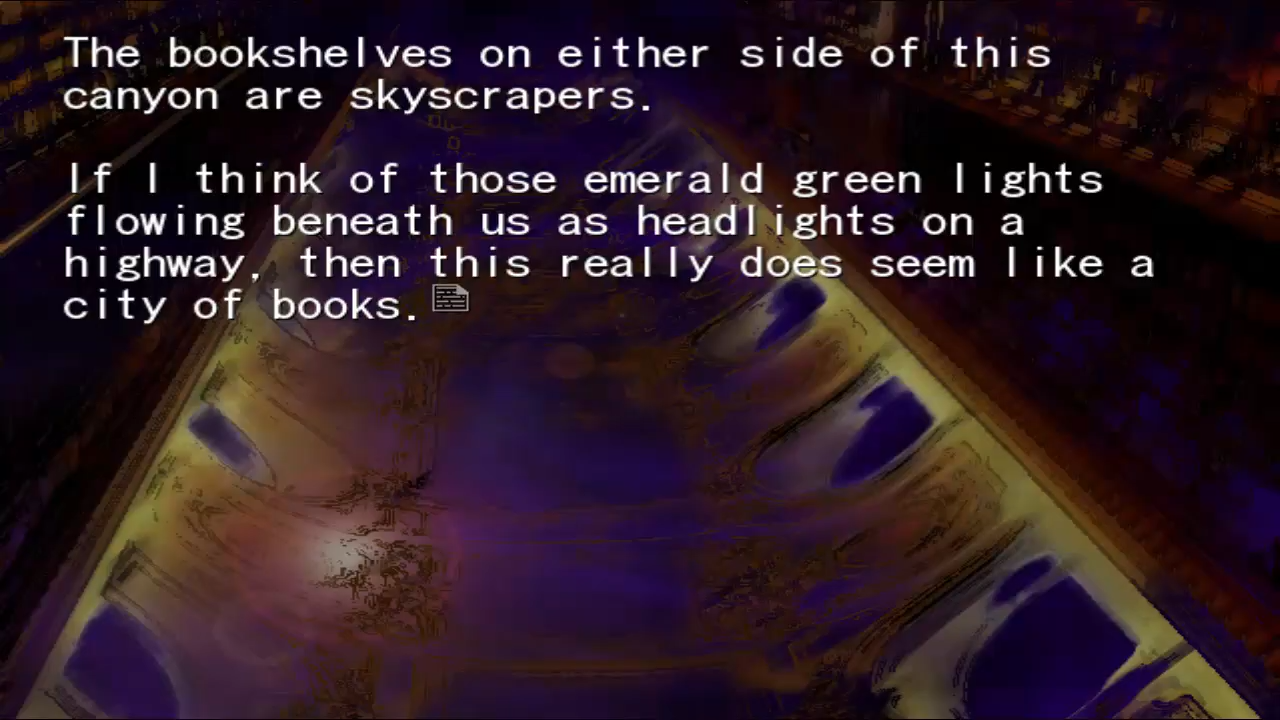 The bookshelves on either side of this
canyon are skyscrapers.
If I think of those emerald green lights
flowing beneath us as headlights on a
highway, then this really does seem like a
city of books.